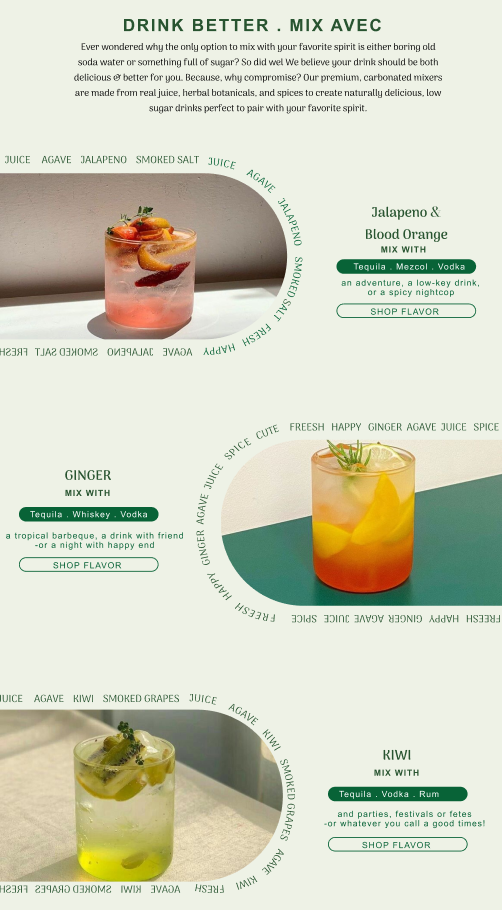 DRINK BETTER . MIX AVEC
Ever wondered why the only option to mix with your favorite spirit is either boring old
soda water or something full of sugar? So did we! We believe your drink should be both
delicious & better for you. Because, why compromise? Our premium, carbonated mixers
are made from real juice, herbal botanicals, and spices to create naturally delicious, low
sugar drinks perfect to pair with your favorite spirit.
JUICE AGAVE JALAPENO SMOKED SALT JUICE AGAVE JALAPENO SMOKED SALT FRESH HAPPY AGAVE JALAPENO SMOKED SALT FRESH
Jalapeno &
Blood Orange
MIX WITH
Tequila . Mezcol . Vodka
an adventure, a low-key drink,
or a spicy nightcop
SHOP FLAVOR
FREESH HAPPY GINGER AGAVE JUICE SPICE CUTE FREESH HAPPY GINGER AGAVE JUICE SPICE
FREESH HAPPY GINGER AGAVE JUICE SPICE
GINGER
MIX WITH
Tequila . Whiskey . Vodka
a tropical barbeque, a drink with friend
-or a night with happy end
SHOP FLAVOR
JUICE AGAVE KIWI SMOKED GRAPES JUICE AGAVE KIWI SMOKED GRAPES AGAVE KIWI FRESH AGAVE KIWI SMOKED GRAPES FRESH
KIWI
MIX WITH
Tequila . Vodka . Rum
and parties, festivals or fetes
-or whatever you call a good times!
SHOP FLAVOR